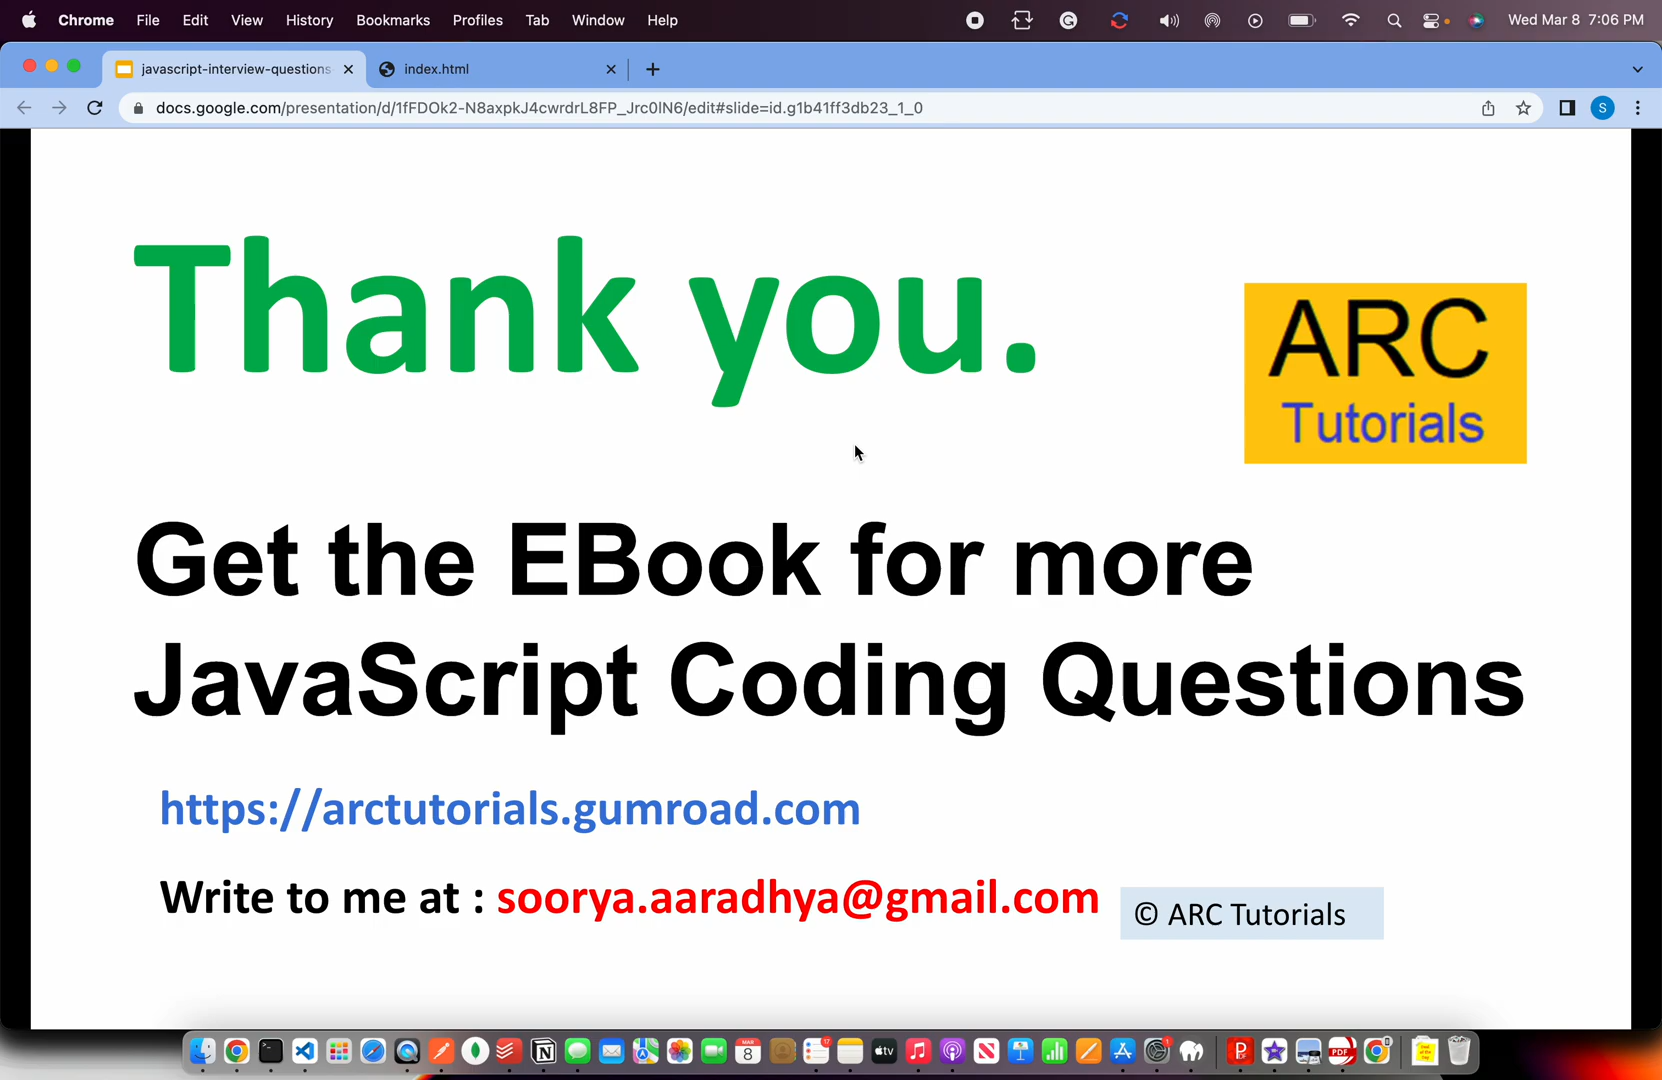 Chrome File Edit View History Bookmarks Profiles Tab Window Help Wed Mar 8 7:06 PM
javascript-interview-questions index.html
docs.google.com/presentation/d/1fFDOk2-N8axpkJ4cwrdrL8FP_Jrc0lN6/edit#slide=id.g1b41ff3db23_1_0 S
Thank you.
ARC
Tutorials
Get the EBook for more
JavaScript Coding Questions
https://arctutorials.gumroad.com
Write to me at : soorya.aaradhya@gmail.com
© ARC Tutorials